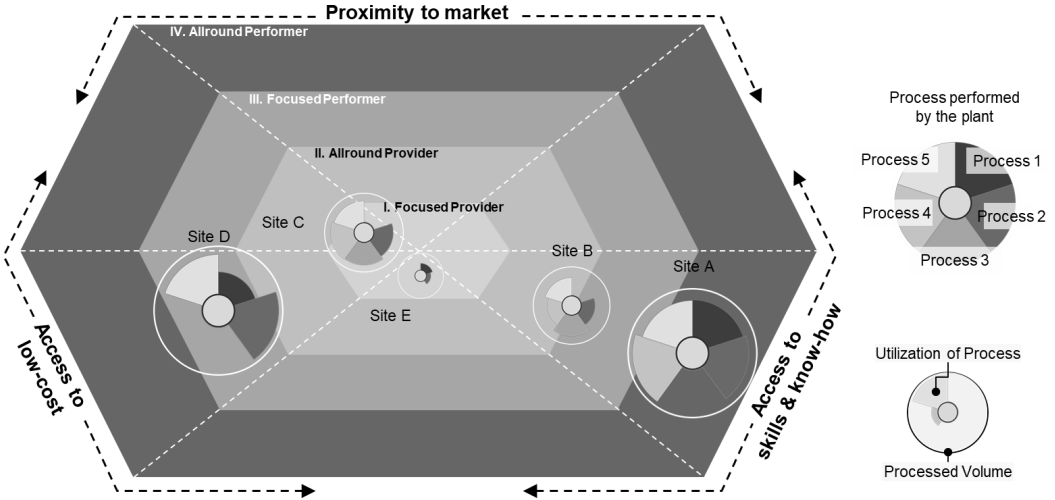 Proximity to market
IV. Allround Performer
III. Focused Performer
II. Allround Provider
I. Focused Provider
Site C
Site D
Site B
Site A
Site E
Access to
low-cost
Access to
skills & know-how
Process performed
by the plant
Process 5
Process 1
Process 4
Process 2
Process 3
Utilization of Process
Processed Volume